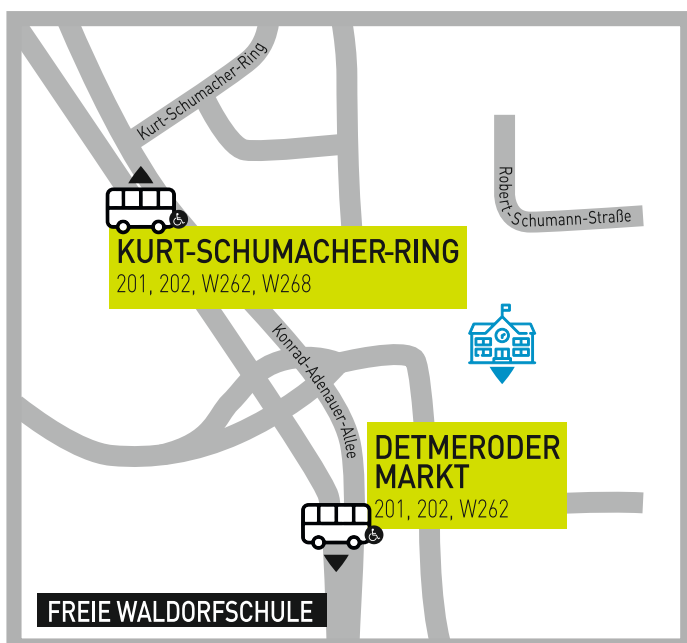 Kurt-Schumacher-Ring
Robert-Schumann-Straße
KURT-SCHUMACHER-RING
201, 202, W262, W268
Konrad-Adenauer-Allee
DETMERODER
MARKT
201, 202, W262
FREIE WALDORFSCHULE